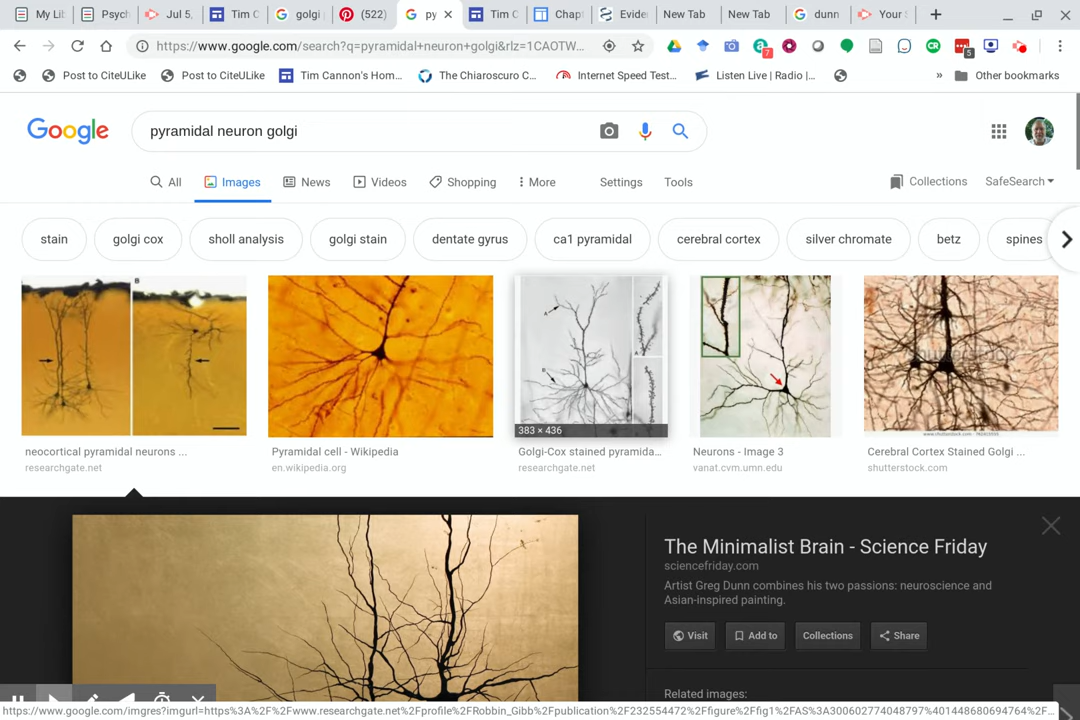 My Li
Psych
Jul 5,
Tim C
golgi
(522)
G py
Tim C
Chap
Evide
New Tab
New Tab
G dunn
Your
https://www.google.com/search?q=pyramidal+neuron+golgi&rlz=1CAOTW...
7
CR
5
Post to CiteULike
Post to CiteULike
Tim Cannon's Hom...
The Chiaroscuro C...
Internet Speed Test...
Listen Live | Radio |...
»
Other bookmarks
Google
pyramidal neuron golgi
All
Images
News
Videos
Shopping
More
Settings
Tools
Collections
SafeSearch
stain
golgi cox
sholl analysis
golgi stain
dentate gyrus
ca1 pyramidal
cerebral cortex
silver chromate
betz
spines
B
383 × 436
shutterstock
neocortical pyramidal neurons ...
researchgate.net
Pyramidal cell - Wikipedia
en.wikipedia.org
Golgi-Cox stained pyramida...
researchgate.net
Neurons - Image 3
vanat.cvm.umn.edu
Cerebral Cortex Stained Golgi ...
shutterstock.com
The Minimalist Brain - Science Friday
sciencefriday.com
Artist Greg Dunn combines his two passions: neuroscience and
Asian-inspired painting.
Visit
Add to
Collections
Share
Related images:
https://www.google.com/imgres?imgurl=https%3A%2F%2Fwww.researchgate.net%2Fprofile%2FRobbin_Gibb%2Fpublication%2F232554472%2Ffigure%2Ffig1%2FAS%3A300602774048797%401448680694764%2F...